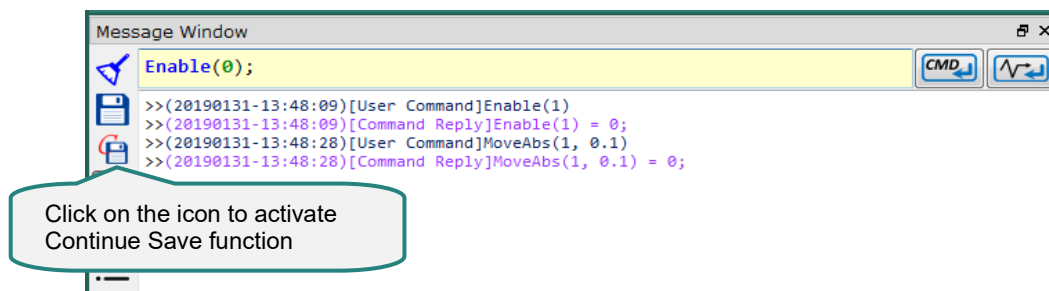 Message Window
Enable(0);
CMD
>>(20190131-13:48:09)[User Command]Enable(1)
>>(20190131-13:48:09)[Command Reply]Enable(1) = 0;
>>(20190131-13:48:28)[User Command]MoveAbs(1, 0.1)
>>(20190131-13:48:28)[Command Reply]MoveAbs(1, 0.1) = 0;
Click on the icon to activate
Continue Save function